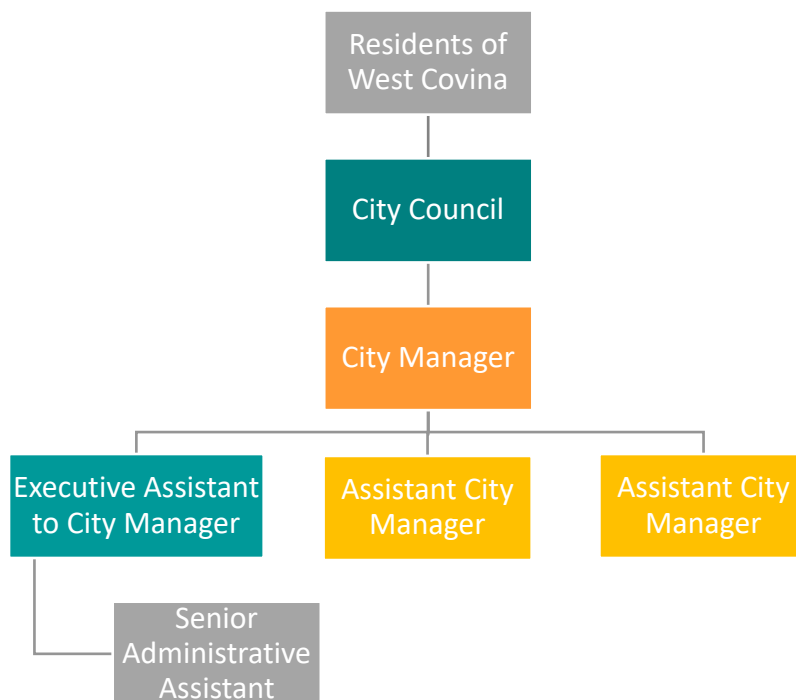 Residents of
West Covina
City Council
City Manager
Executive Assistant
to City Manager
Assistant City
Manager
Assistant City
Manager
Senior
Administrative
Assistant